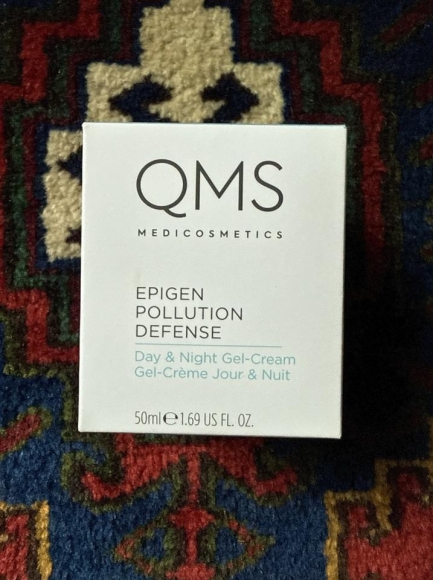 QMS
MEDICOSMETICS
EPIGEN
POLLUTION
DEFENSE
Day & Night Gel-Cream
Gel-Crème Jour & Nuit
50ml ℮ 1.69 US FL. OZ.